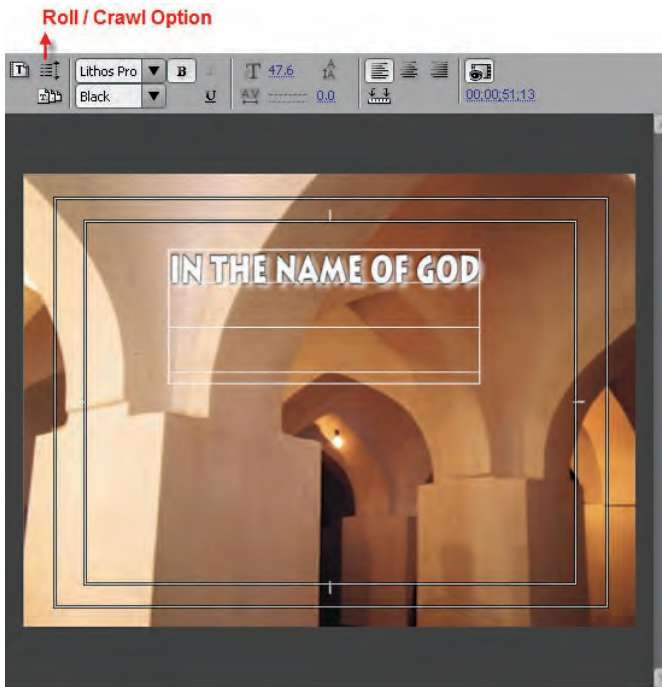 Roll / Crawl Option
Lithos Pro B T 47.6
Black U AV 0.0 00;00;51;13
IN THE NAME OF GOD